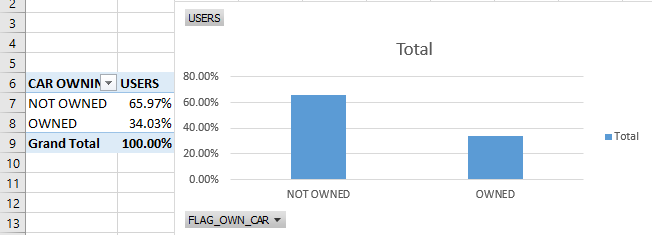 2
3
4
5
6 CAR OWNIN USERS
7 NOT OWNED 65.97%
8 OWNED 34.03%
9 Grand Total 100.00%
10
11
12
13
USERS
Total
80.00%
60.00%
40.00%
20.00%
0.00%
NOT OWNED OWNED
Total
FLAG_OWN_CAR